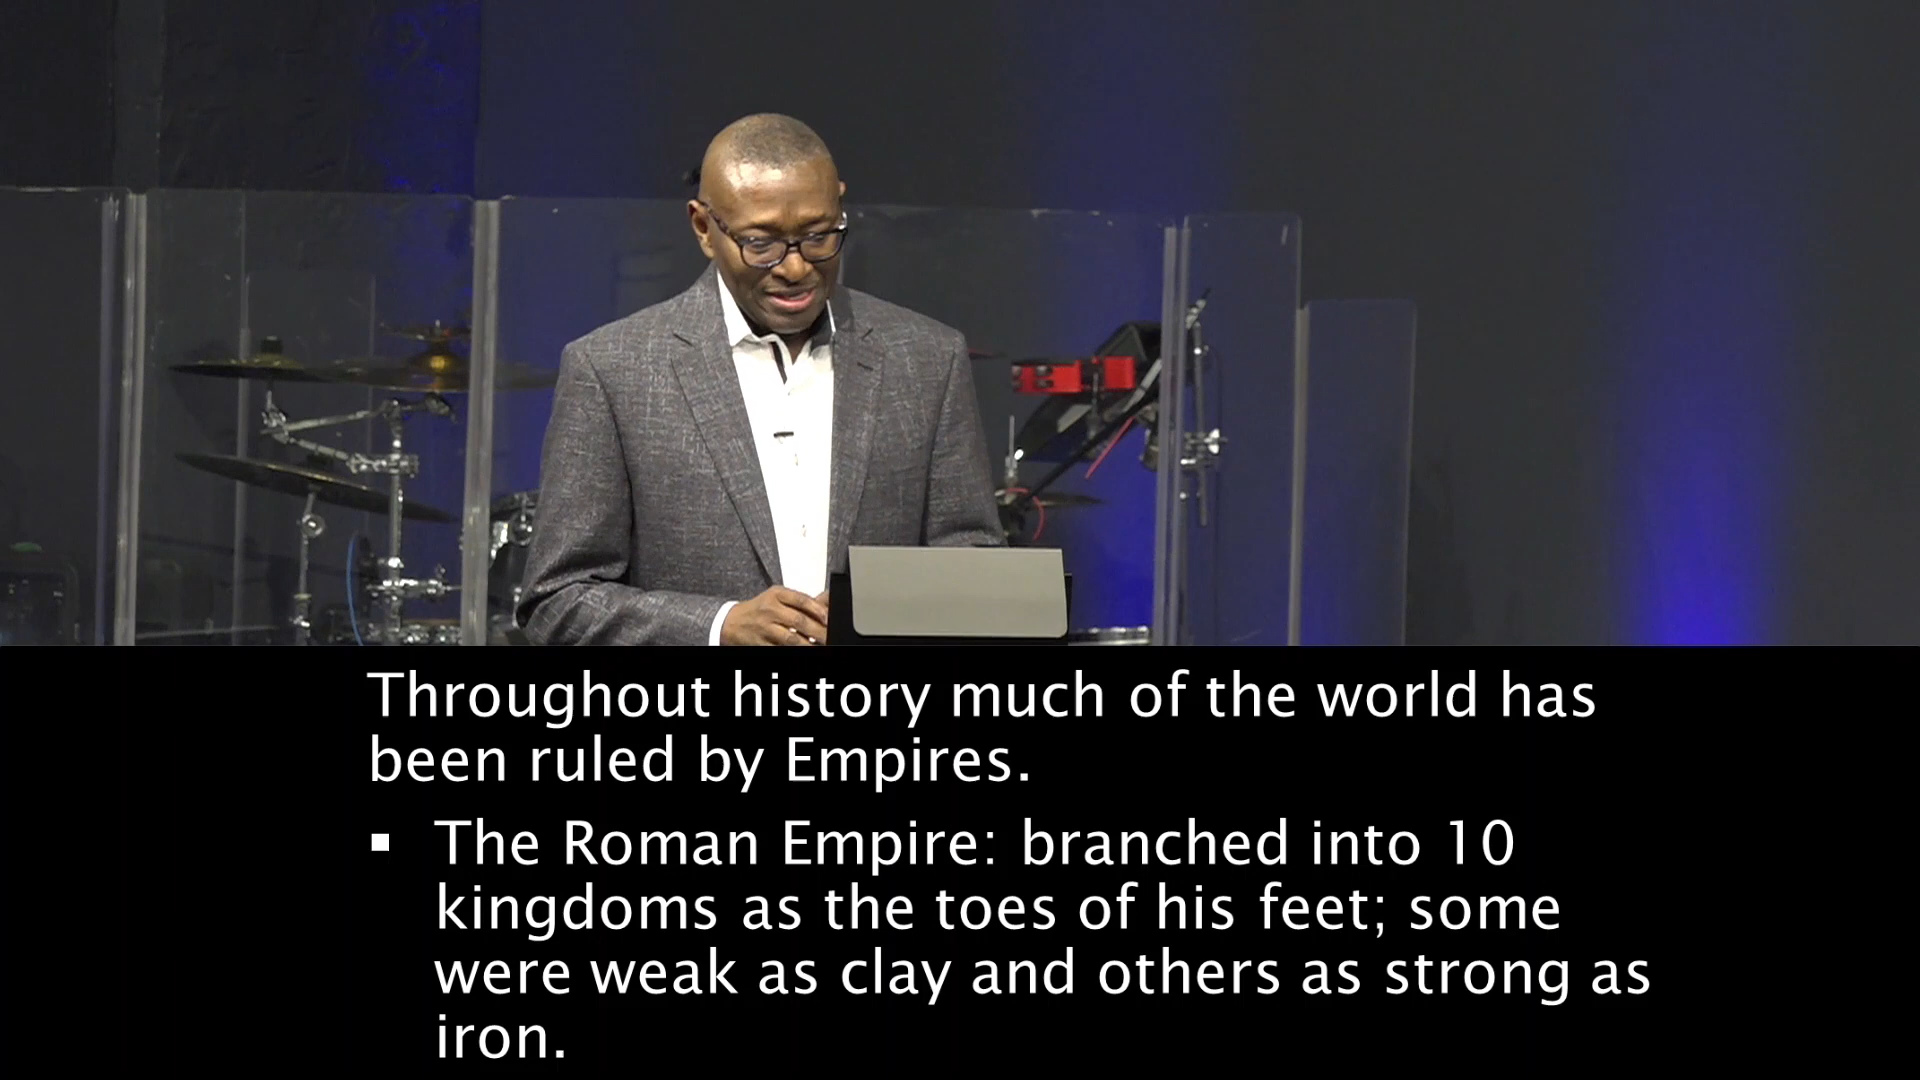 Throughout history much of the world has
been ruled by Empires.
▪ The Roman Empire: branched into 10
kingdoms as the toes of his feet; some
were weak as clay and others as strong as
iron.